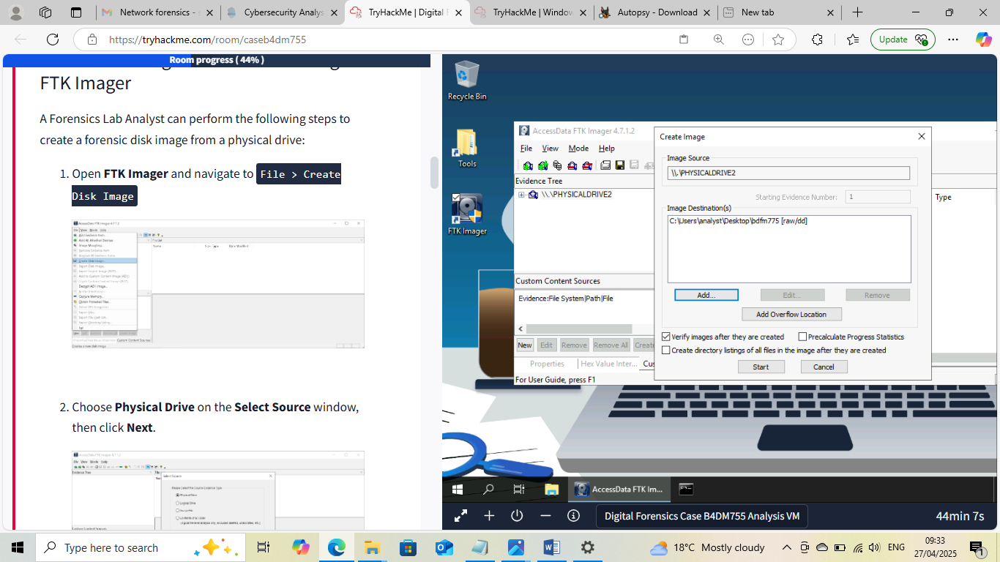 Network forensics - s
Cybersecurity Analys
TryHackMe | Digital F
TryHackMe | Window
Autopsy - Download
New tab
https://tryhackme.com/room/caseb4dm755
Update
Room progress ( 44% )
FTK Imager
A Forensics Lab Analyst can perform the following steps to
create a forensic disk image from a physical drive:
1. Open FTK Imager and navigate to File > Create
Disk Image
2. Choose Physical Drive on the Select Source window,
then click Next.
Select Source
Recycle Bin
Tools
FTK Imager
AccessData FTK Imager 4.7.1.2
File View Mode Help
Evidence Tree
\\.\PHYSICALDRIVE2
Custom Content Sources
Evidence:File System|Path|File
New Edit Remove Remove All Create
Properties Hex Value Inter... Cus
For User Guide, press F1
Type
Create Image
Image Source
\\.\PHYSICALDRIVE2
Starting Evidence Number: 1
Image Destination(s)
C:\Users\analyst\Desktop\bdfm775 [raw/dd]
Add... Edit... Remove
Add Overflow Location
Verify images after they are created Precalculate Progress Statistics
Create directory listings of all files in the image after they are created
Start Cancel
AccessData FTK Im...
Digital Forensics Case B4DM755 Analysis VM
44min 7s
Type here to search
18°C Mostly cloudy
ENG
09:33
27/04/2025
1